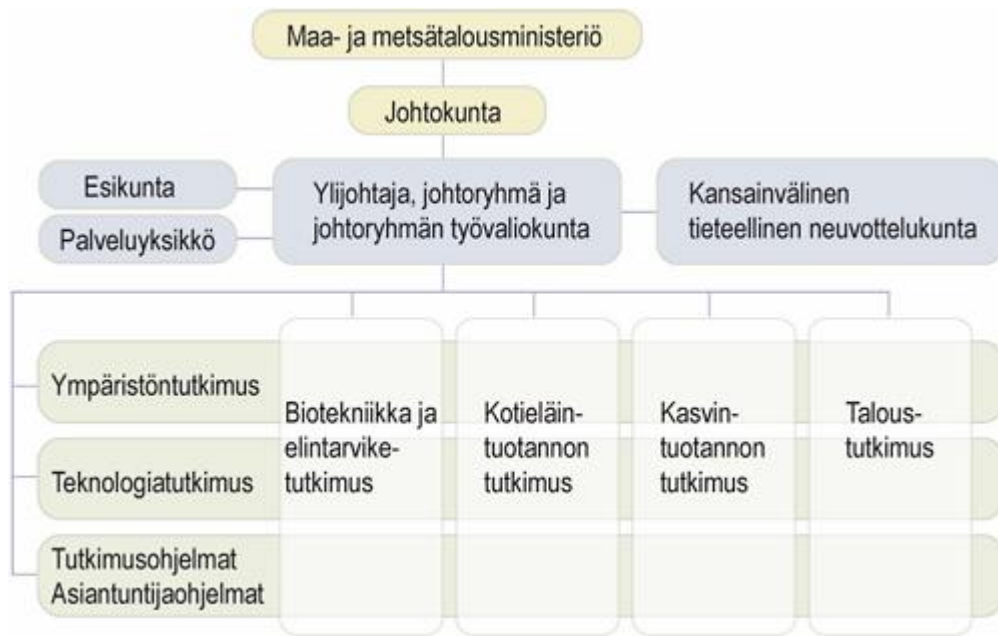 Maa- ja metsätalousministeriö
Johtokunta
Esikunta
Palveluyksikkö
Ylijohtaja, johtoryhmä ja
johtoryhmän työvaliokunta
Kansainvälinen
tieteellinen neuvottelukunta
Ympäristöntutkimus
Teknologiatutkimus
Tutkimusohjelmat
Asiantuntijaohjelmat
Biotekniikka ja
elintarvike-
tutkimus
Kotieläin-
tuotannon
tutkimus
Kasvin-
tuotannon
tutkimus
Talous-
tutkimus